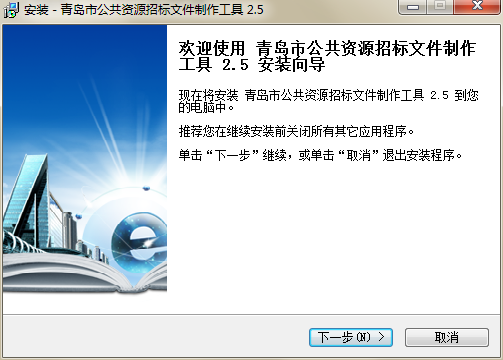 安装 - 青岛市公共资源招标文件制作工具 2.5
欢迎使用 青岛市公共资源招标文件制作
工具 2.5 安装向导
现在将安装 青岛市公共资源招标文件制作工具 2.5 到您
的电脑中。
推荐您在继续安装前关闭所有其它应用程序。
单击“下一步”继续，或单击“取消”退出安装程序。
下一步(N) >
取消